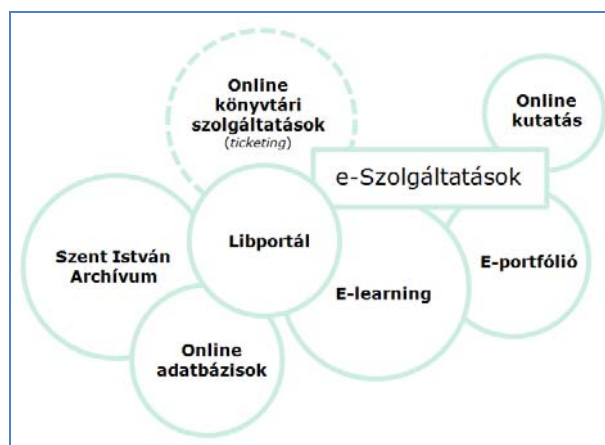 Online
könyvtári
szolgáltatások
(ticketing)
Online
kutatás
e-Szolgáltatások
Szent István
Archívum
Libportál
E-learning
E-portfólió
Online
adatbázisok